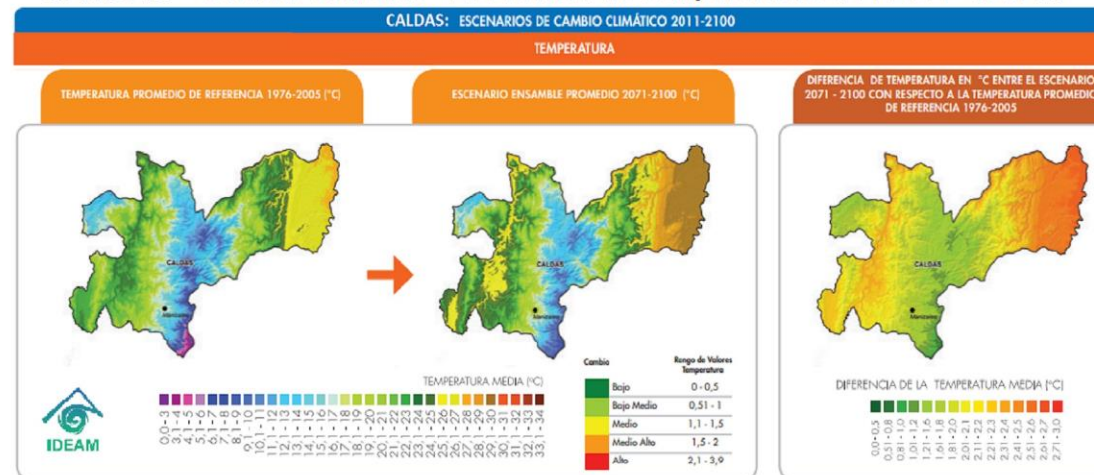 CALDAS: ESCENARIOS DE CAMBIO CLIMÁTICO 2011-2100
TEMPERATURA
TEMPERATURA PROMEDIO DE REFERENCIA 1976-2005 (°C)
ESCENARIO ENSAMBLE PROMEDIO 2071-2100 (°C)
DIFERENCIA DE TEMPERATURA EN °C ENTRE EL ESCENARIO
2071 - 2100 CON RESPECTO A LA TEMPERATURA PROMEDIO
DE REFERENCIA 1976-2005
CALDAS
Manizales
CALDAS
Manizales
CALDAS
Manizales
IDEAM
TEMPERATURA MEDIA (°C)
0,0 - 3
3,1 - 4
4,1 - 5
5,1 - 6
6,1 - 7
7,1 - 8
8,1 - 9
9,1 - 10
10,1 - 11
11,1 - 12
12,1 - 13
13,1 - 14
14,1 - 15
15,1 - 16
16,1 - 17
17,1 - 18
18,1 - 19
19,1 - 20
20,1 - 21
21,1 - 22
22,1 - 23
23,1 - 24
24,1 - 25
25,1 - 26
26,1 - 27
27,1 - 28
28,1 - 29
29,1 - 30
30,1 - 31
31,1 - 32
32,1 - 33
33,1 - 34
Cambio Rango de Valores
Temperatura
Bajo 0 - 0,5
Bajo Medio 0,51 - 1
Medio 1,1 - 1,5
Medio Alto 1,5 - 2
Alto 2,1 - 3,9
DIFERENCIA DE LA TEMPERATURA MEDIA (°C)
0,0 - 0,5
0,51 - 0,8
0,81 - 1,0
1,01 - 1,2
1,21 - 1,6
1,61 - 1,8
1,81 - 2,0
2,01 - 2,1
2,11 - 2,2
2,21 - 2,3
2,31 - 2,4
2,41 - 2,5
2,51 - 2,6
2,61 - 2,7
2,71 - 3,0